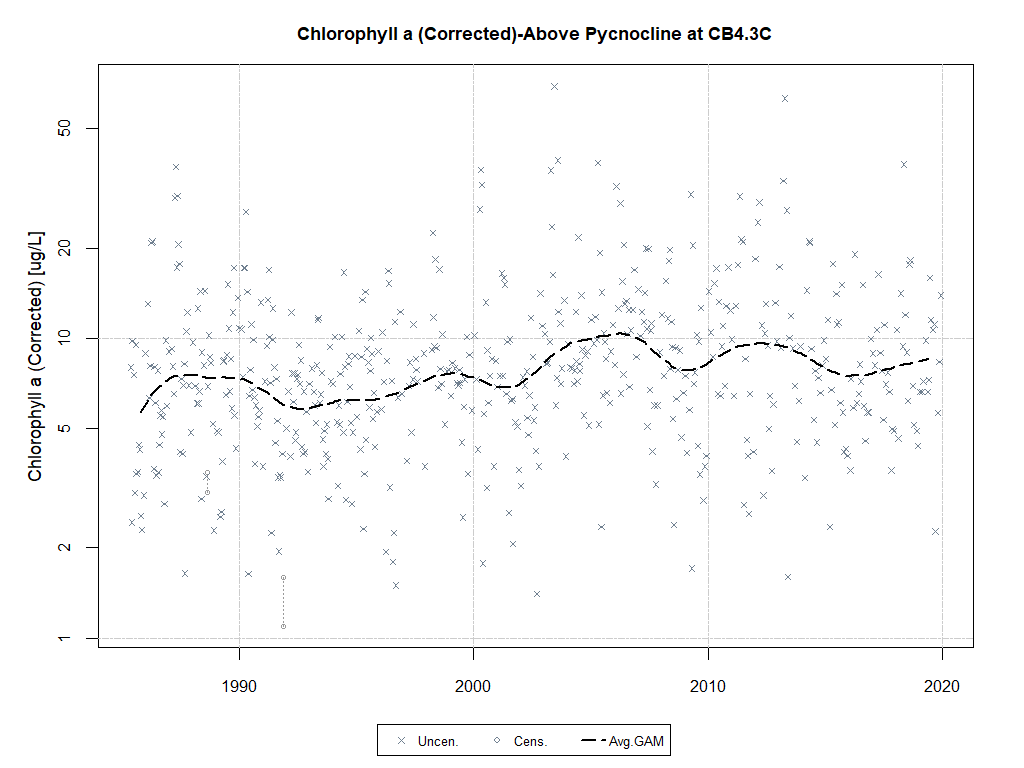 Chlorophyll a (Corrected)-Above Pycnocline at CB4.3C
Chlorophyll a (Corrected) [ug/L]
50
20
10
5
2
1
1990 2000 2010 2020
Uncen. Cens. Avg.GAM